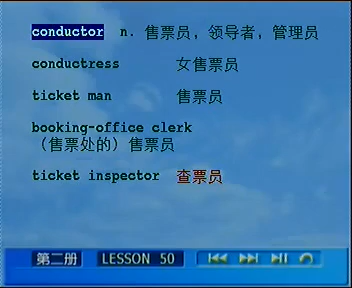 conductor n. 售票员，领导者，管理员
conductress 女售票员
ticket man 售票员
booking-office clerk
（售票处的）售票员
ticket inspector 查票员
第二册 LESSON 50